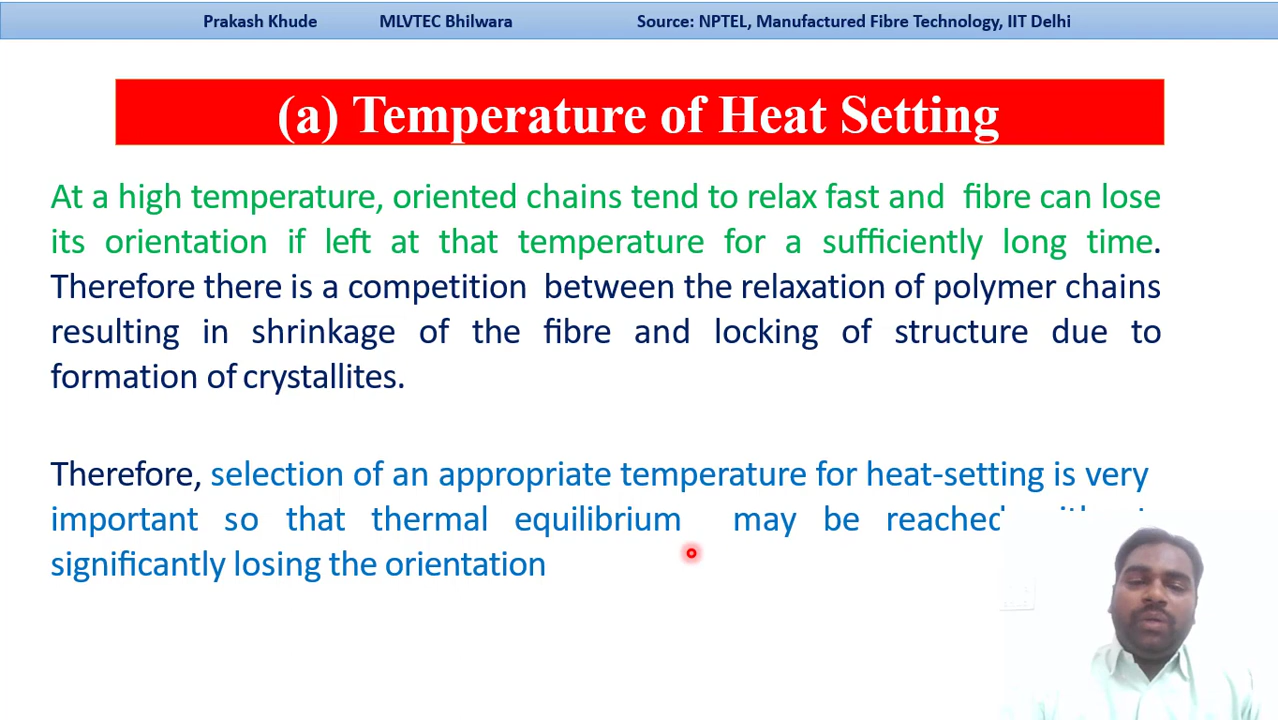 Prakash Khude MLVTEC Bhilwara Source: NPTEL, Manufactured Fibre Technology, IIT Delhi
(a) Temperature of Heat Setting
At a high temperature, oriented chains tend to relax fast and fibre can lose
its orientation if left at that temperature for a sufficiently long time.
Therefore there is a competition between the relaxation of polymer chains
resulting in shrinkage of the fibre and locking of structure due to
formation of crystallites.
Therefore, selection of an appropriate temperature for heat-setting is very
important so that thermal equilibrium may be reached
significantly losing the orientation